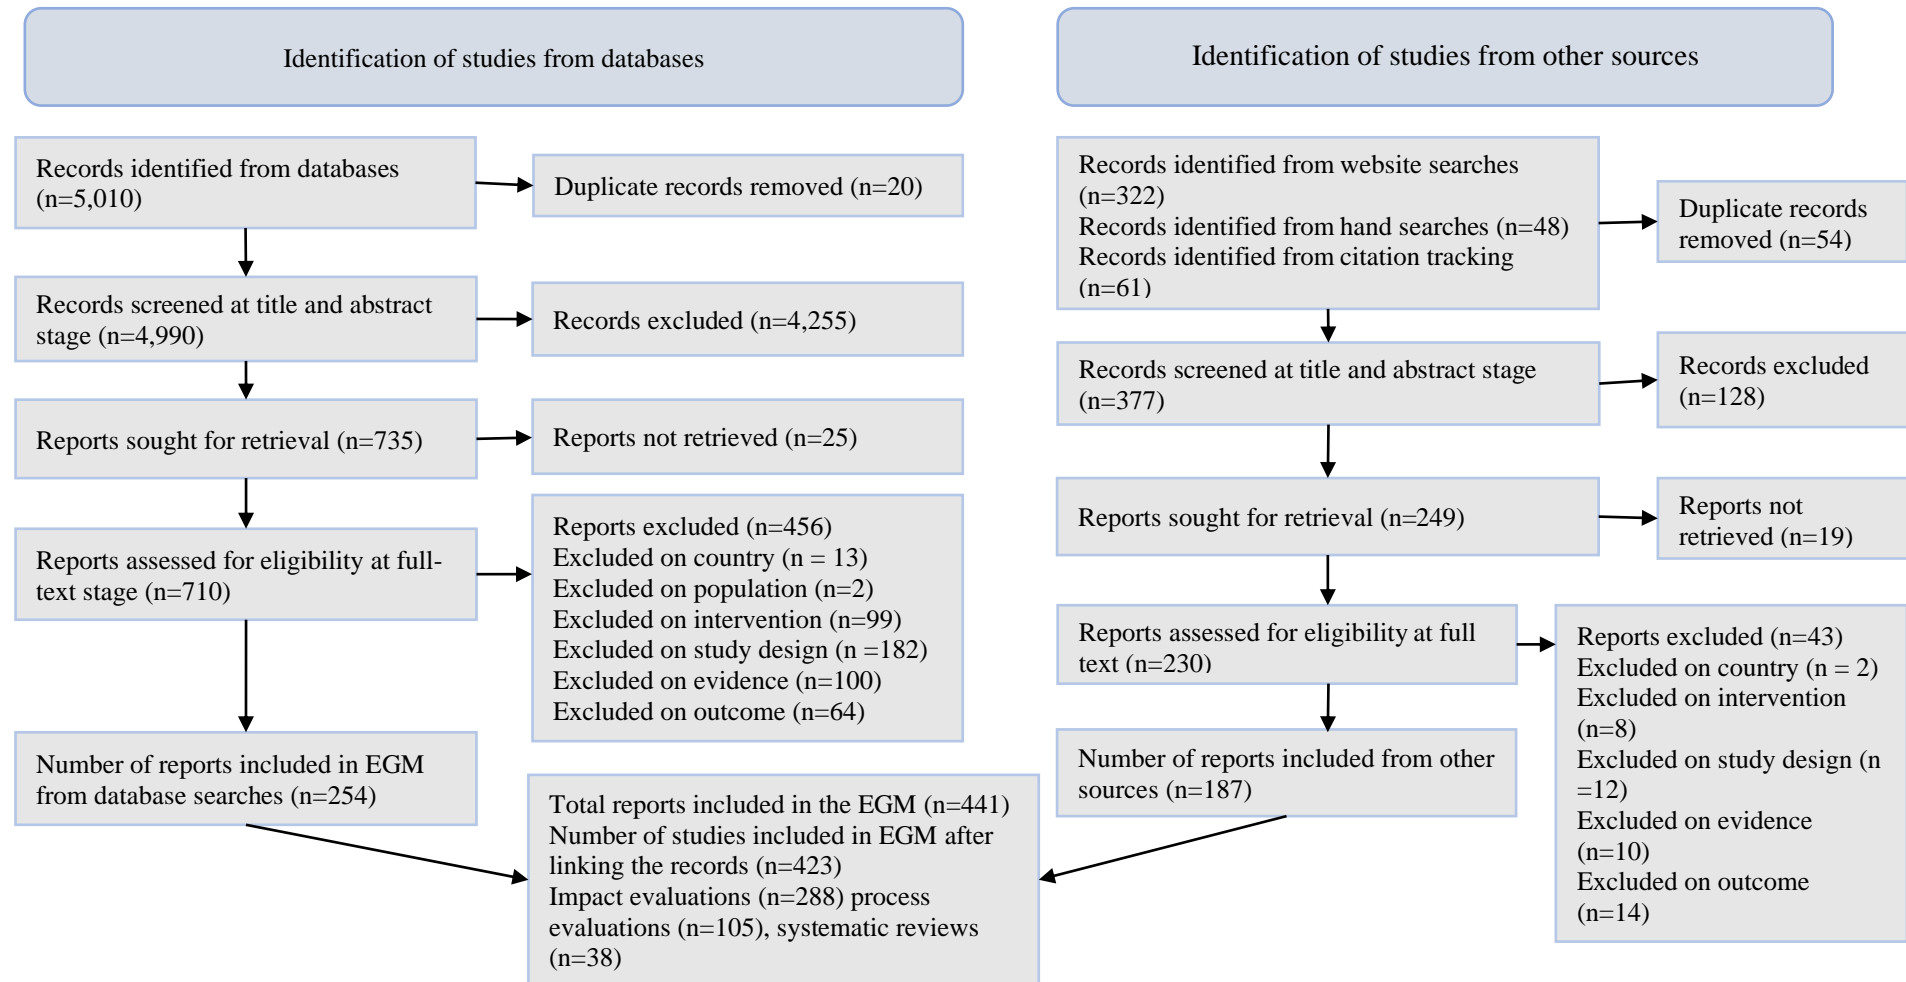 Identification of studies from databases
Identification of studies from other sources
Records identified from databases
(n=5,010)
Duplicate records removed (n=20)
Records screened at title and abstract
stage (n=4,990)
Records excluded (n=4,255)
Reports sought for retrieval (n=735)
Reports not retrieved (n=25)
Reports assessed for eligibility at full-
text stage (n=710)
Reports excluded (n=456)
Excluded on country (n = 13)
Excluded on population (n=2)
Excluded on intervention (n=99)
Excluded on study design (n =182)
Excluded on evidence (n=100)
Excluded on outcome (n=64)
Number of reports included in EGM
from database searches (n=254)
Records identified from website searches
(n=322)
Records identified from hand searches (n=48)
Records identified from citation tracking
(n=61)
Duplicate records
removed (n=54)
Records screened at title and abstract stage
(n=377)
Records excluded
(n=128)
Reports sought for retrieval (n=249)
Reports not
retrieved (n=19)
Reports assessed for eligibility at full
text (n=230)
Reports excluded (n=43)
Excluded on country (n = 2)
Excluded on intervention
(n=8)
Excluded on study design (n
=12)
Excluded on evidence
(n=10)
Excluded on outcome
(n=14)
Number of reports included from other
sources (n=187)
Total reports included in the EGM (n=441)
Number of studies included in EGM after
linking the records (n=423)
Impact evaluations (n=288) process
evaluations (n=105), systematic reviews
(n=38)